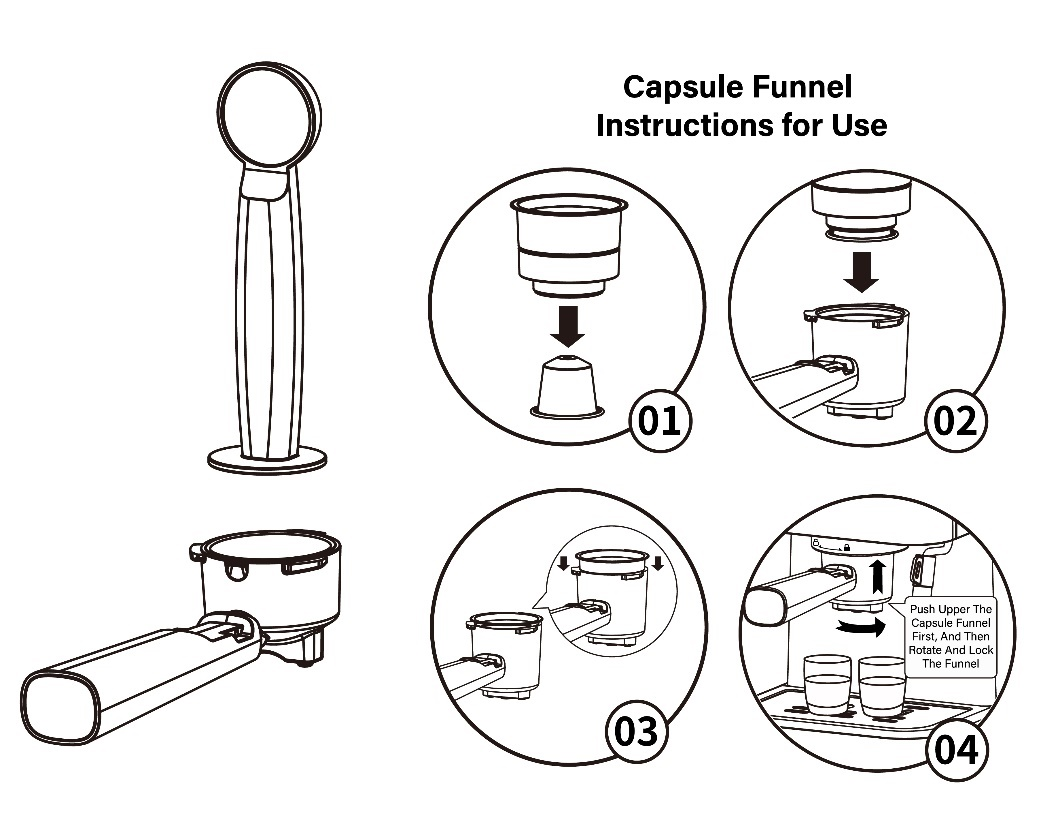 Capsule Funnel
Instructions for Use
01
02
03
04
Push Upper The
Capsule Funnel
First, And Then
Rotate And Lock
The Funnel